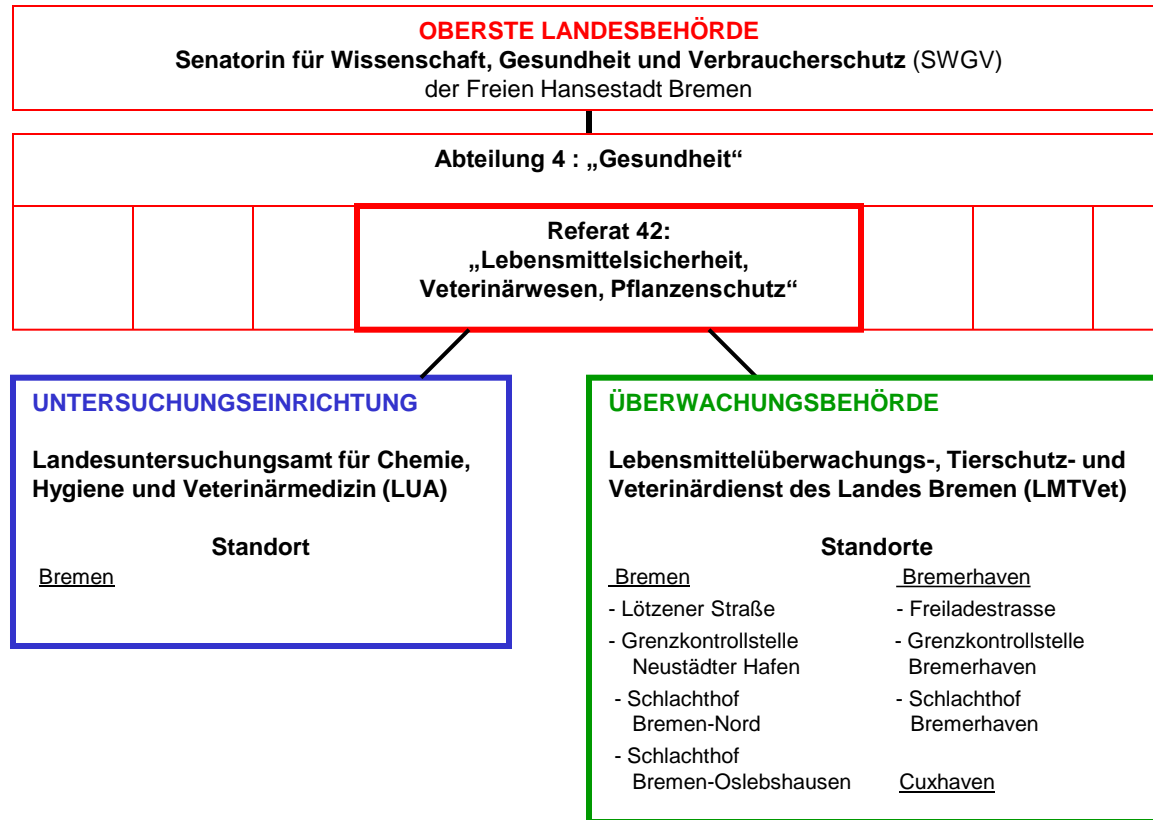 OBERSTE LANDESBEHÖRDE
Senatorin für Wissenschaft, Gesundheit und Verbraucherschutz (SWGV)
der Freien Hansestadt Bremen
Abteilung 4 : „Gesundheit“
Referat 42:
„Lebensmittelsicherheit,
Veterinärwesen, Pflanzenschutz“
UNTERSUCHUNGSEINRICHTUNG
Landesuntersuchungsamt für Chemie,
Hygiene und Veterinärmedizin (LUA)
Standort
Bremen
ÜBERWACHUNGSBEHÖRDE
Lebensmittelüberwachungs-, Tierschutz- und
Veterinärdienst des Landes Bremen (LMTVet)
Standorte
Bremen
- Lötzener Straße
- Grenzkontrollstelle
Neustädter Hafen
- Schlachthof
Bremen-Nord
- Schlachthof
Bremen-Oslebshausen
Bremerhaven
- Freiladestrasse
- Grenzkontrollstelle
Bremerhaven
- Schlachthof
Bremerhaven
Cuxhaven